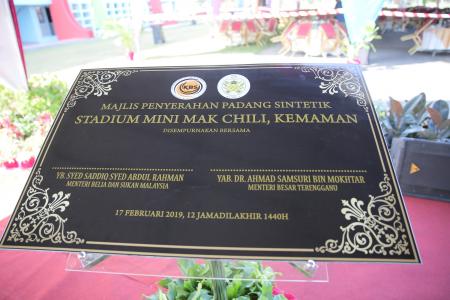 KBS
MAJLIS PENYERAHAN PADANG SINTETIK
STADIUM MINI MAK CHILI, KEMAMAN
DISEMPURNAKAN BERSAMA
YB. SYED SADDIQ SYED ABDUL RAHMAN
MENTERI BELIA DAN SUKAN MALAYSIA
YAB. DR. AHMAD SAMSURI BIN MOKHTAR
MENTERI BESAR TERENGGANU
17 FEBRUARI 2019, 12 JAMADILAKHIR 1440H